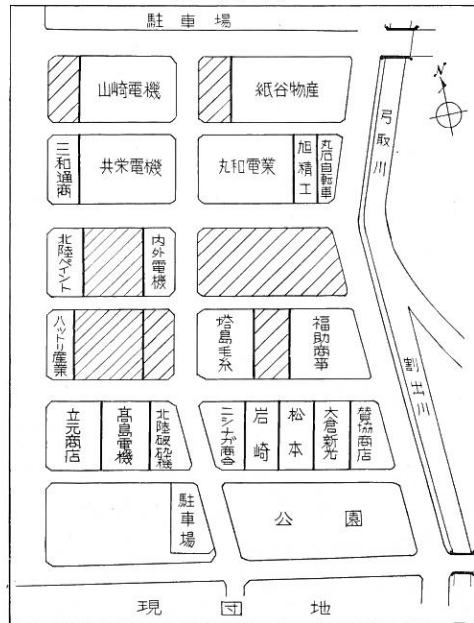 駐車場
N
山崎電機
紙谷物産
弓取川
三和通商
共栄電機
丸和電業
旭精工
丸石自転車
北陸ペイント
内外電機
ハットリ産業
塔島毛糸
福助商事
割出川
立元商店
髙島電機
北陸破砕機
ニシナガ商会
岩崎
松本
大倉新光
賛協商店
駐車場
公園
現団地